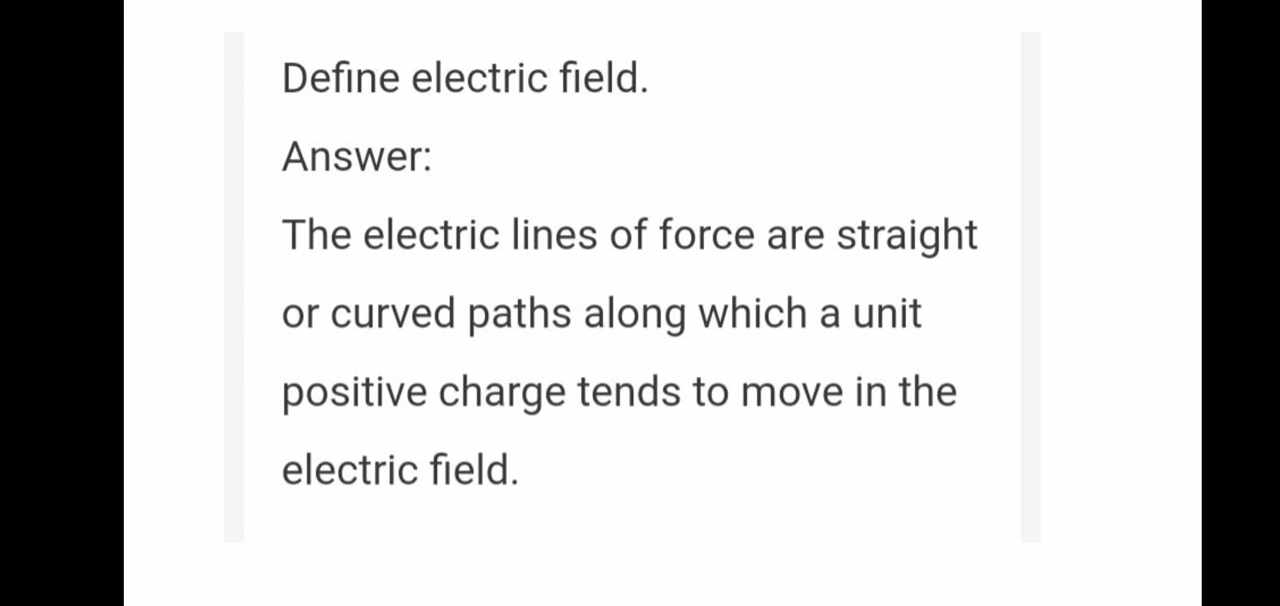 Define electric field.
Answer:
The electric lines of force are straight
or curved paths along which a unit
positive charge tends to move in the
electric field.